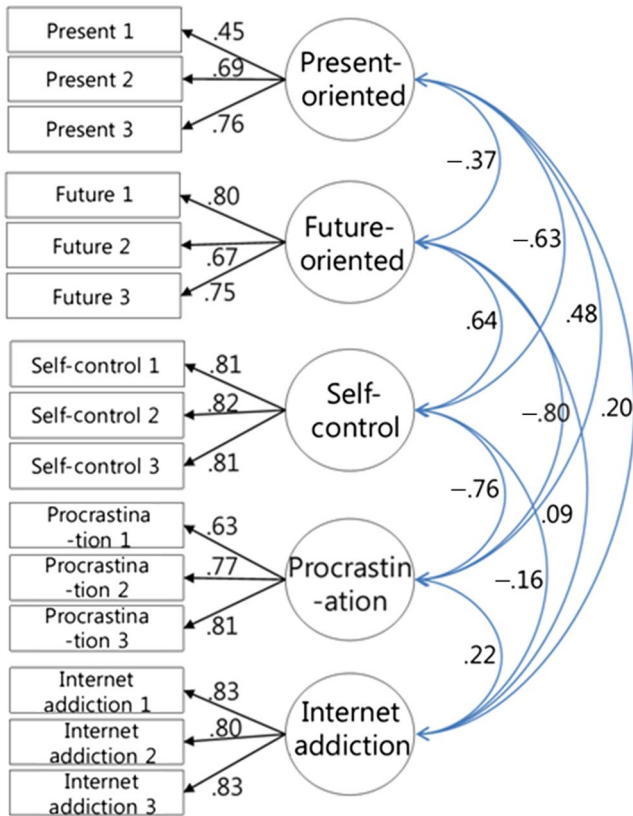 Present 1
.45
Present 2
.69
Present 3
.76
Present-
oriented
−.37
Future 1
.80
Future 2
.67
Future 3
.75
Future-
oriented
−.63
.64
.48
Self-control 1
.81
Self-control 2
.82
Self-control 3
.81
Self-
control
−.80
.20
−.76
.09
Procrastina
-tion 1
.63
Procrastina
-tion 2
.77
Procrastina
-tion 3
.81
Procrastin
-ation
−.16
.22
Internet
addiction 1
.83
Internet
addiction 2
.80
Internet
addiction 3
.83
Internet
addiction